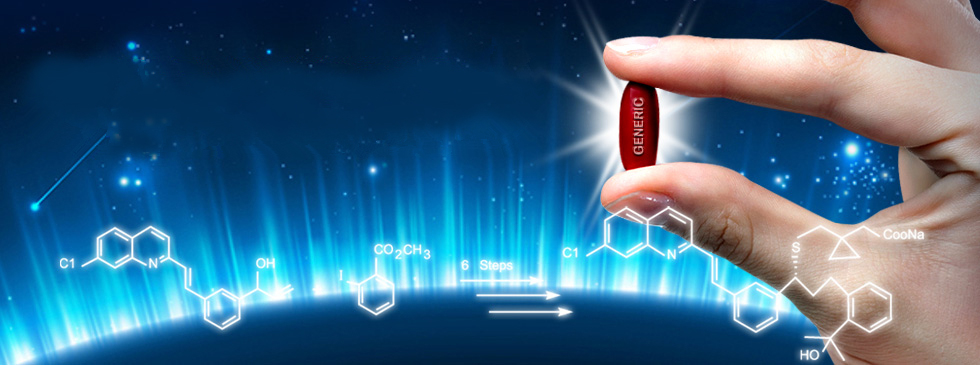 GENERIC
C1
N
OH
I
CO2CH3
6 Steps
C1
N
S
CooNa
HO